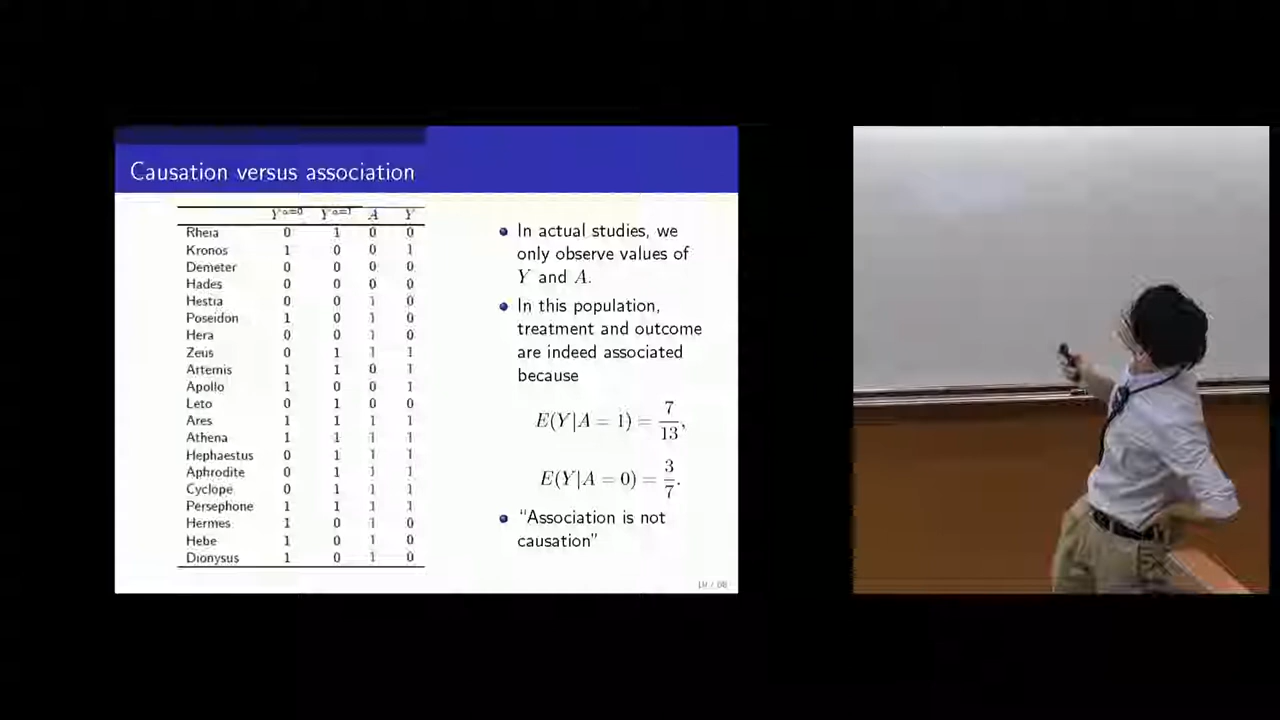 Causation versus association
Y^{a=0} Y^{a=1} A Y
Rheia 0 1 0 0
Kronos 1 0 0 1
Demeter 0 0 0 0
Hades 0 0 0 0
Hestia 0 0 1 0
Poseidon 1 0 1 0
Hera 0 0 1 0
Zeus 0 1 1 1
Artemis 1 1 0 1
Apollo 1 0 0 1
Leto 0 1 0 0
Ares 1 1 1 1
Athena 1 1 1 1
Hephaestus 0 1 1 1
Aphrodite 0 1 1 1
Cyclope 0 1 1 1
Persephone 1 1 1 1
Hermes 1 0 1 0
Hebe 1 0 1 0
Dionysus 1 0 1 0
In actual studies, we
only observe values of
Y and A.
In this population,
treatment and outcome
are indeed associated
because
E(Y|A = 1) = 7/13,
E(Y|A = 0) = 3/7.
“Association is not
causation”